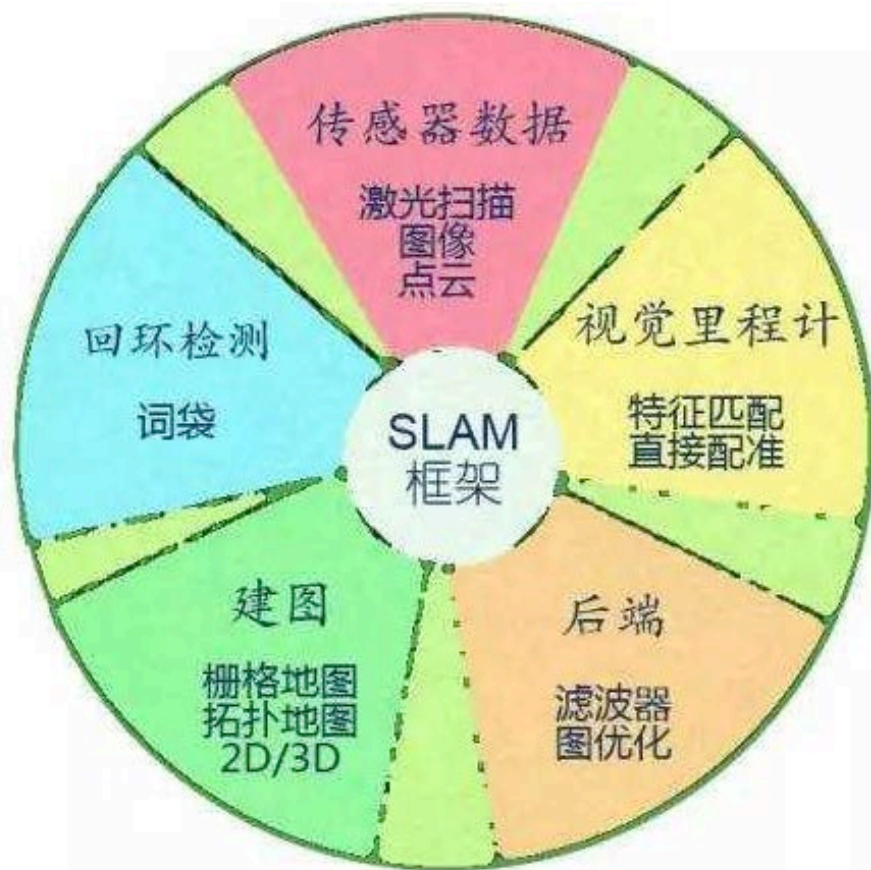 传感器数据
激光扫描
图像
点云
视觉里程计
特征匹配
直接配准
后端
滤波器
图优化
建图
栅格地图
拓扑地图
2D/3D
回环检测
词袋
SLAM
框架